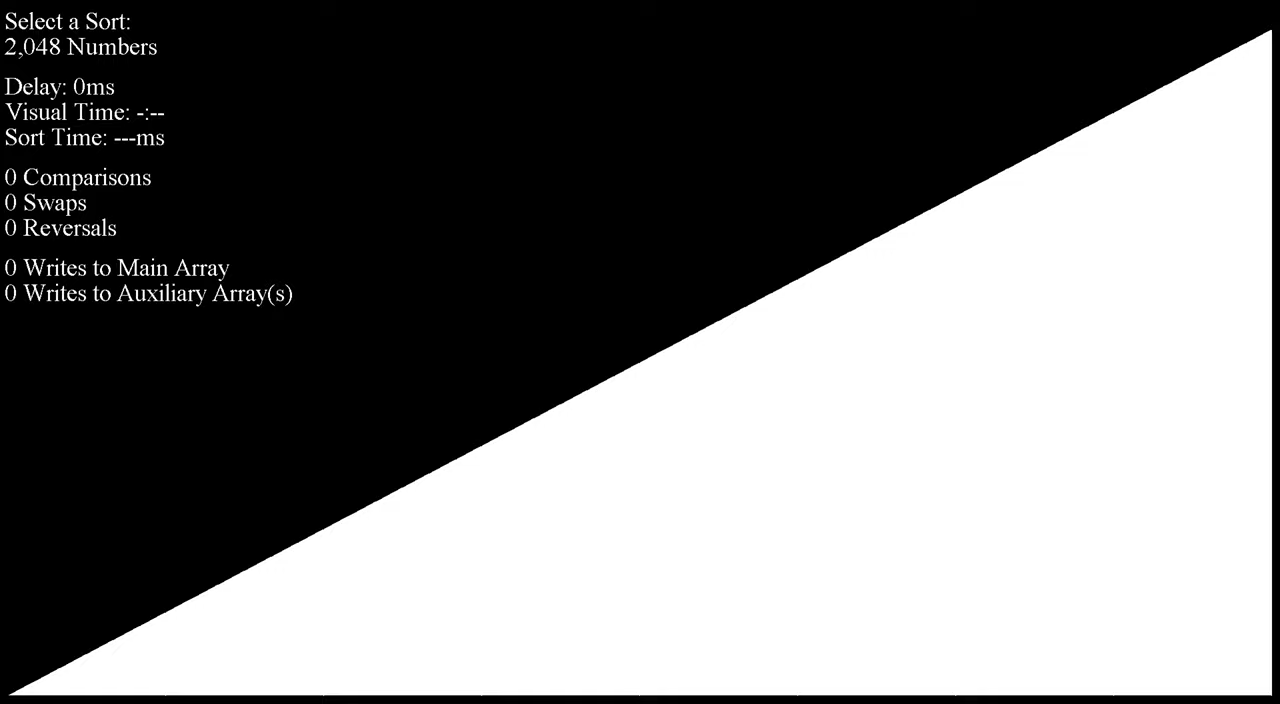 Select a Sort:
2,048 Numbers
Delay: 0ms
Visual Time: -:--
Sort Time: ---ms
0 Comparisons
0 Swaps
0 Reversals
0 Writes to Main Array
0 Writes to Auxiliary Array(s)